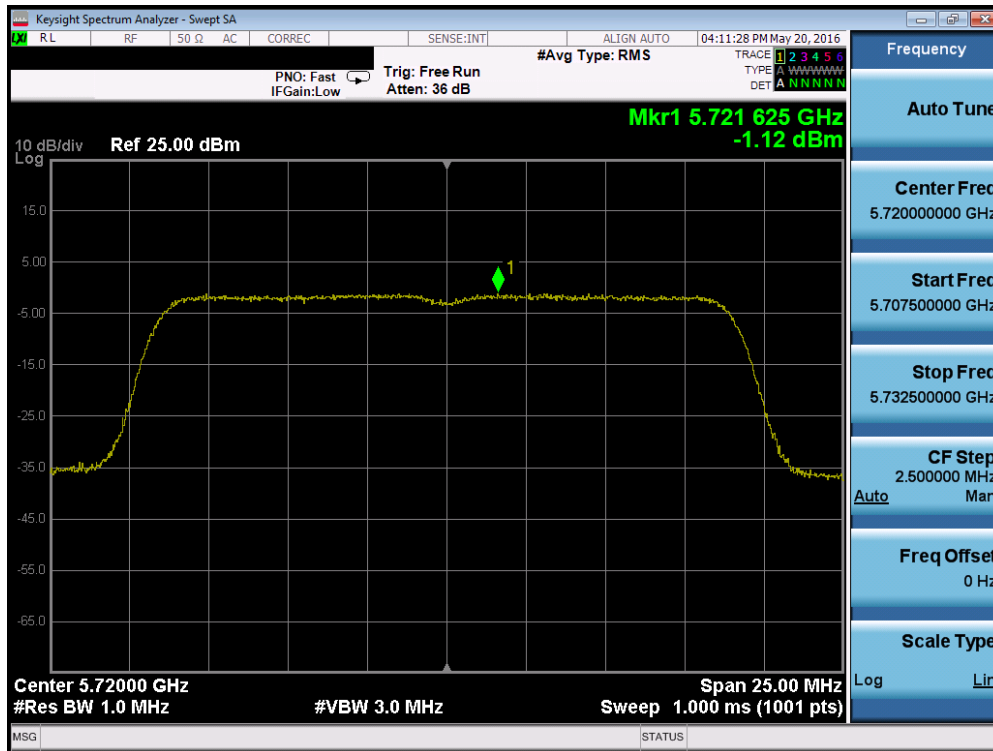 Keysight Spectrum Analyzer - Swept SA
LXI RL RF 50 Ω AC CORREC SENSE:INT ALIGN AUTO 04:11:28 PM May 20, 2016
#Avg Type: RMS TRACE 1 2 3 4 5 6
PNO: Fast Trig: Free Run TYPE A WWWWW
IFGain:Low Atten: 36 dB DET A N N N N N
Mkr1 5.721 625 GHz
-1.12 dBm
10 dB/div Ref 25.00 dBm
Log
15.0
5.00
1
-5.00
-15.0
-25.0
-35.0
-45.0
-55.0
-65.0
Center 5.72000 GHz Span 25.00 MHz
#Res BW 1.0 MHz #VBW 3.0 MHz Sweep 1.000 ms (1001 pts)
MSG STATUS
Frequency
Auto Tune
Center Freq
5.720000000 GHz
Start Freq
5.707500000 GHz
Stop Freq
5.732500000 GHz
CF Step
2.500000 MHz
Auto Man
Freq Offset
0 Hz
Scale Type
Log Lin